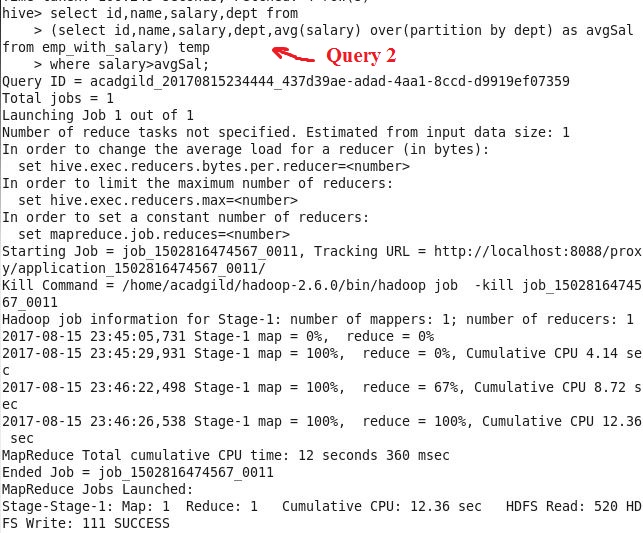 hive> select id,name,salary,dept from
    > (select id,name,salary,dept,avg(salary) over(partition by dept) as avgSal
from emp_with_salary) temp
Query 2
    > where salary>avgSal;
Query ID = acadgild_20170815234444_437d39ae-adad-4aa1-8ccd-d9919ef07359
Total jobs = 1
Launching Job 1 out of 1
Number of reduce tasks not specified. Estimated from input data size: 1
In order to change the average load for a reducer (in bytes):
  set hive.exec.reducers.bytes.per.reducer=<number>
In order to limit the maximum number of reducers:
  set hive.exec.reducers.max=<number>
In order to set a constant number of reducers:
  set mapreduce.job.reduces=<number>
Starting Job = job_1502816474567_0011, Tracking URL = http://localhost:8088/prox
y/application_1502816474567_0011/
Kill Command = /home/acadgild/hadoop-2.6.0/bin/hadoop job  -kill job_15028164745
67_0011
Hadoop job information for Stage-1: number of mappers: 1; number of reducers: 1
2017-08-15 23:45:05,731 Stage-1 map = 0%,  reduce = 0%
2017-08-15 23:45:29,931 Stage-1 map = 100%,  reduce = 0%, Cumulative CPU 4.14 se
c
2017-08-15 23:46:22,498 Stage-1 map = 100%,  reduce = 67%, Cumulative CPU 8.72 s
ec
2017-08-15 23:46:26,538 Stage-1 map = 100%,  reduce = 100%, Cumulative CPU 12.36
 sec
MapReduce Total cumulative CPU time: 12 seconds 360 msec
Ended Job = job_1502816474567_0011
MapReduce Jobs Launched:
Stage-Stage-1: Map: 1  Reduce: 1   Cumulative CPU: 12.36 sec   HDFS Read: 520 HD
FS Write: 111 SUCCESS